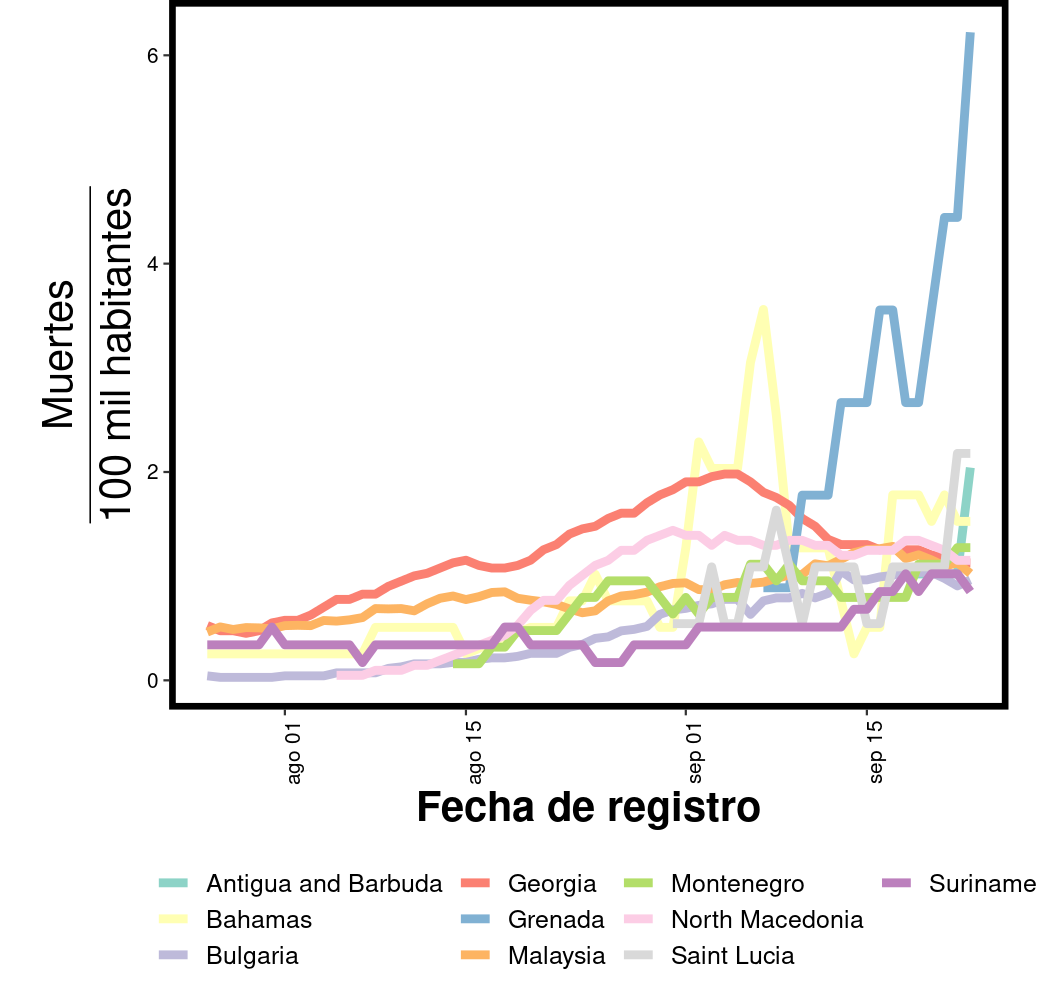 Muertes
100 mil habitantes
6
4
2
0
ago 01
ago 15
sep 01
sep 15
Fecha de registro
Antigua and Barbuda
Bahamas
Bulgaria
Georgia
Grenada
Malaysia
Montenegro
North Macedonia
Saint Lucia
Suriname